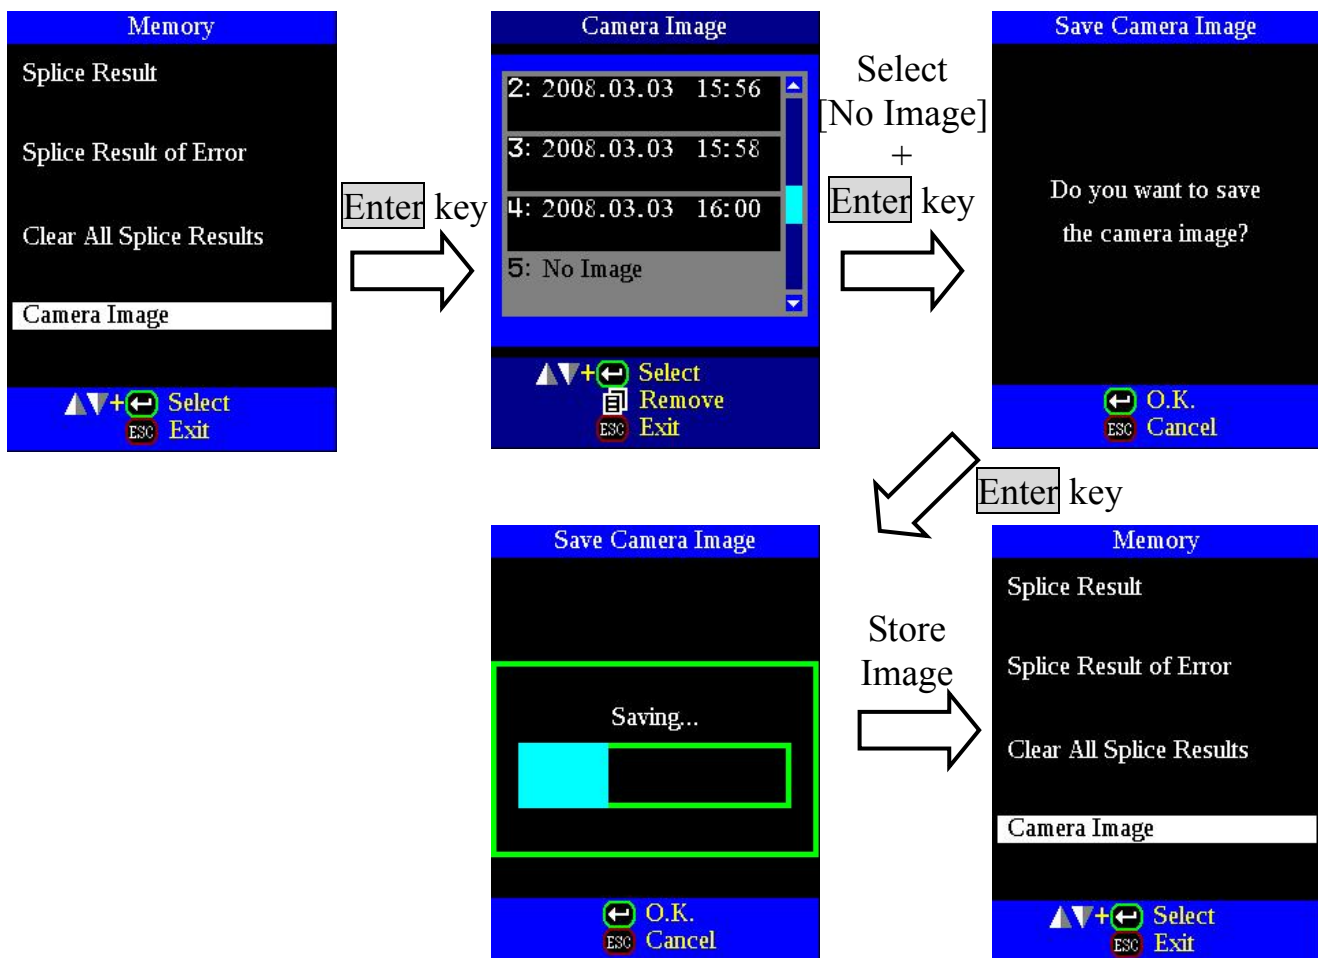 Memory
Splice Result
Splice Result of Error
Clear All Splice Results
Camera Image
+ Select
ESC Exit
Enter key
Camera Image
2: 2008.03.03 15:56
3: 2008.03.03 15:58
4: 2008.03.03 16:00
5: No Image
+ Select
Remove
ESC Exit
Select
[No Image]
+
Enter key
Save Camera Image
Do you want to save
the camera image?
O.K.
ESC Cancel
Enter key
Save Camera Image
Saving...
O.K.
ESC Cancel
Store
Image
Memory
Splice Result
Splice Result of Error
Clear All Splice Results
Camera Image
+ Select
ESC Exit